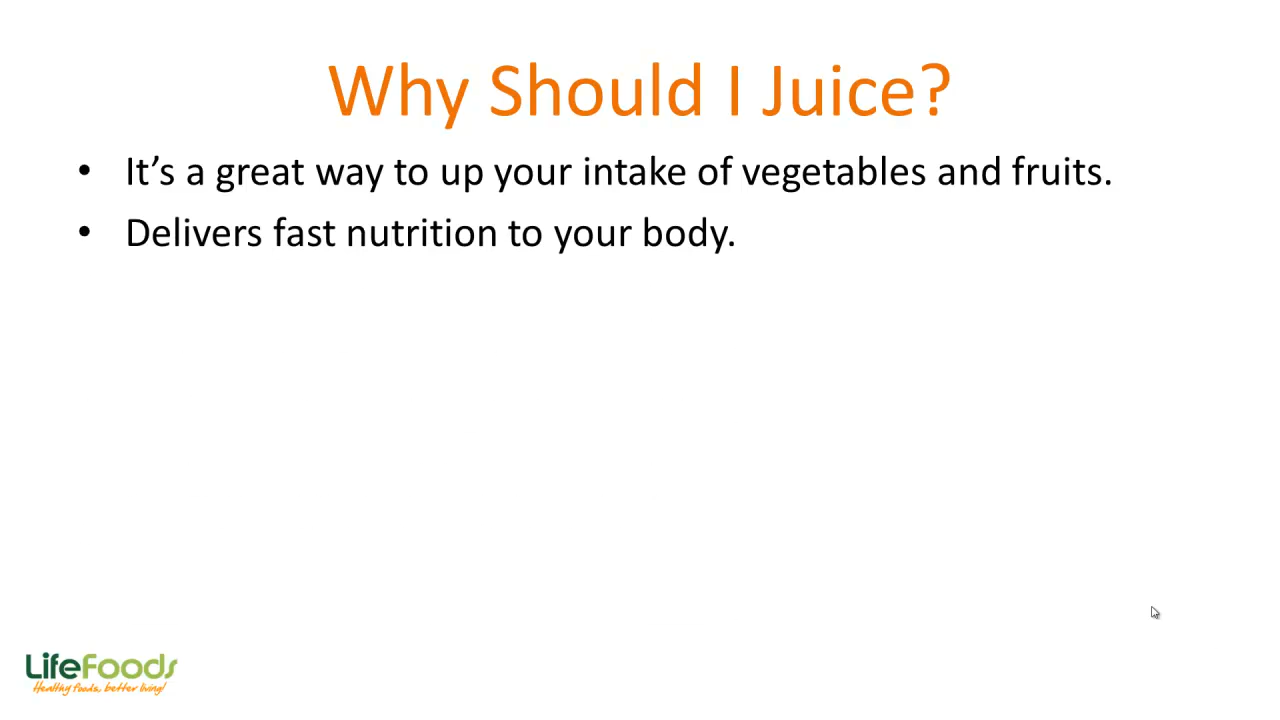 Why Should I Juice?
• It’s a great way to up your intake of vegetables and fruits.
• Delivers fast nutrition to your body.
LifeFoods
Healthy foods, better living!